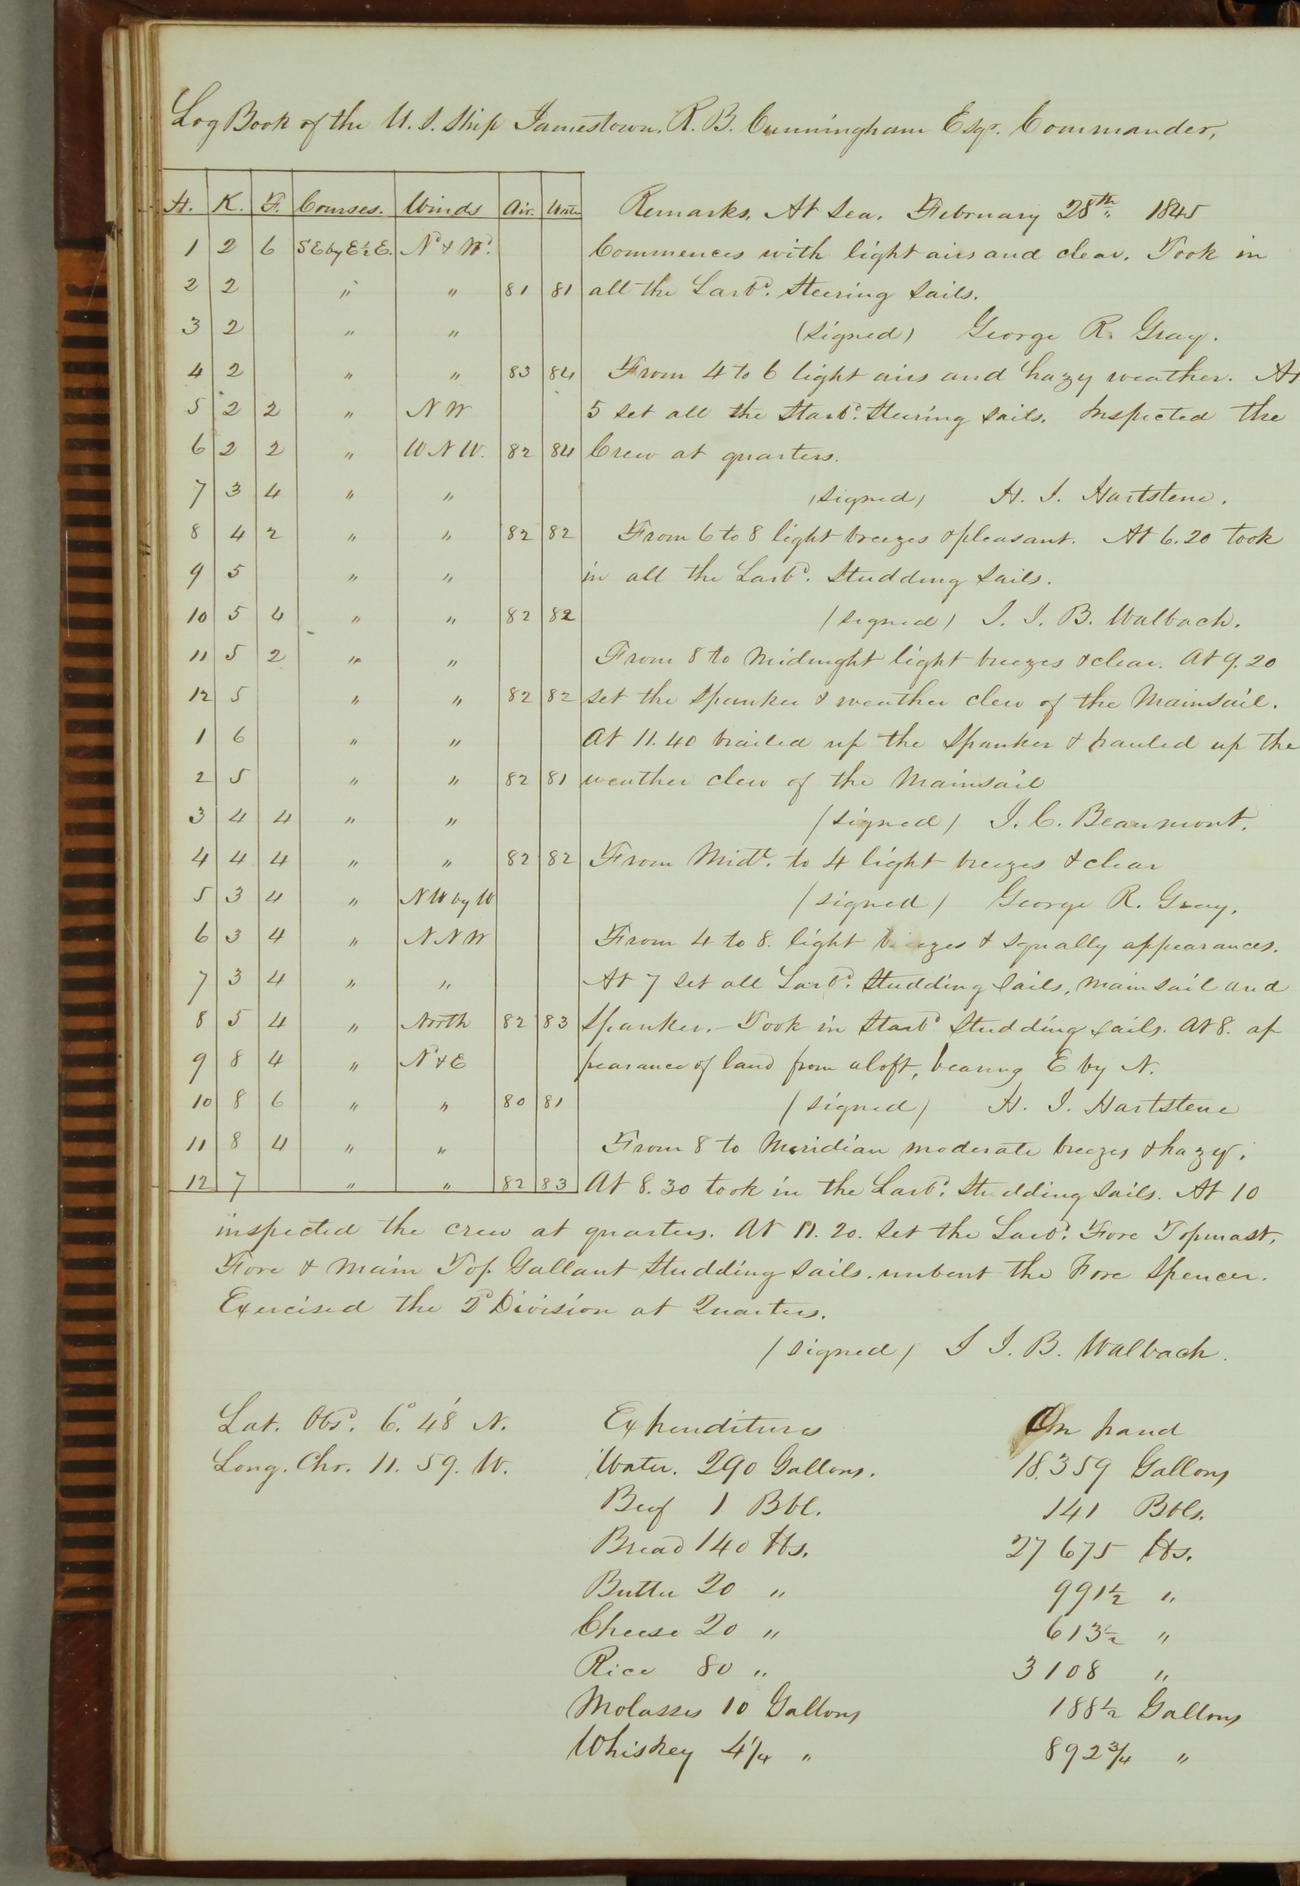 Log Book of the U. S. Ship Jamestown. R. B. Cunningham Esqr. Commander,
H. K. F. Courses. Winds Air. Water Remarks. At Sea. February 28th 1845
1 2 6 SE by E½E. Nd & Wd. Commences with light airs and clear. Took in
2 2 " " 81 81 all the Larbd. Steering Sails.
3 2 " " (signed) George R. Gray.
4 2 " " 83 84 From 4 to 6 light airs and hazy weather. At
5 2 2 " NW 5 set all the Starbd. Steering Sails. Inspected the
6 2 2 " WNW. 82 84 Crew at quarters.
7 3 4 " " (signed) H. J. Hartstene.
8 4 2 " " 82 82 From 6 to 8 light breezes & pleasant. At 6.20 took
9 5 " " in all the Larbd. Studding Sails.
10 5 4 " " 82 82 (signed) J. J. B. Walbach.
11 5 2 " " From 8 to Midnight light breezes & clear. At 9.20
12 5 " " 82 82 set the Spanker & weather clew of the Mainsail.
1 6 " " At 11.40 brailed up the Spanker & hauled up the
2 5 " " 82 81 weather clew of the Mainsail
3 4 4 " " (signed) J. C. Beaumont.
4 4 4 " " 82 82 From Midt. to 4 light breezes & clear
5 3 4 " NW by W (signed) George R. Gray.
6 3 4 " NNW From 4 to 8. light breezes & squally appearances.
7 3 4 " " At 7 set all Larbd. Studding Sails, Mainsail and
8 5 4 " North 82 83 Spanker. - Took in Starbd Studding Sails. At 8. ap
9 8 4 " Nd & E pearance of land from aloft, bearing E by N.
10 8 6 " " 80 81 (signed) H. J. Hartstene
11 8 4 " " From 8 to Meridian moderate breezes & hazy.
12 7 " " 82 83 At 8.30 took in the Larbd. Studding Sails. At 10
inspected the crew at quarters. At 11.20. set the Larbd. Fore Topmast,
Fore & Main Top Gallant Studding Sails. unbent the Fore Spencer.
Exercised the 2d Division at Quarters.
(signed) J J. B. Walbach.
Lat. Obsd. 6° 48' N. Expenditures On hand
Long. Chr. 11. 59. W. Water. 290 Gallons. 18.359 Gallons
Beef 1 Bbl. 141 Bbls.
Bread 140 lbs. 27 675 lbs.
Butter 20 " 991½ "
Cheese 20 " 613½ "
Rice 80 " 3108 "
Molasses 10 Gallons 188½ Gallons
Whiskey 4¼ " 892¾ "